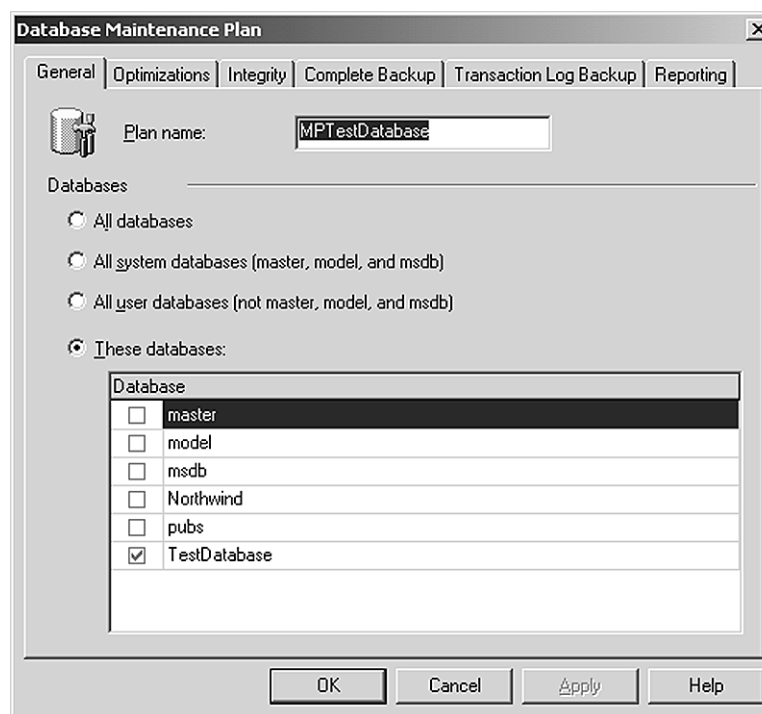 Database Maintenance Plan
General Optimizations Integrity Complete Backup Transaction Log Backup Reporting
Plan name: MPTestDatabase
Databases
All databases
All system databases (master, model, and msdb)
All user databases (not master, model, and msdb)
These databases:
Database
master
model
msdb
Northwind
pubs
TestDatabase
OK Cancel Apply Help